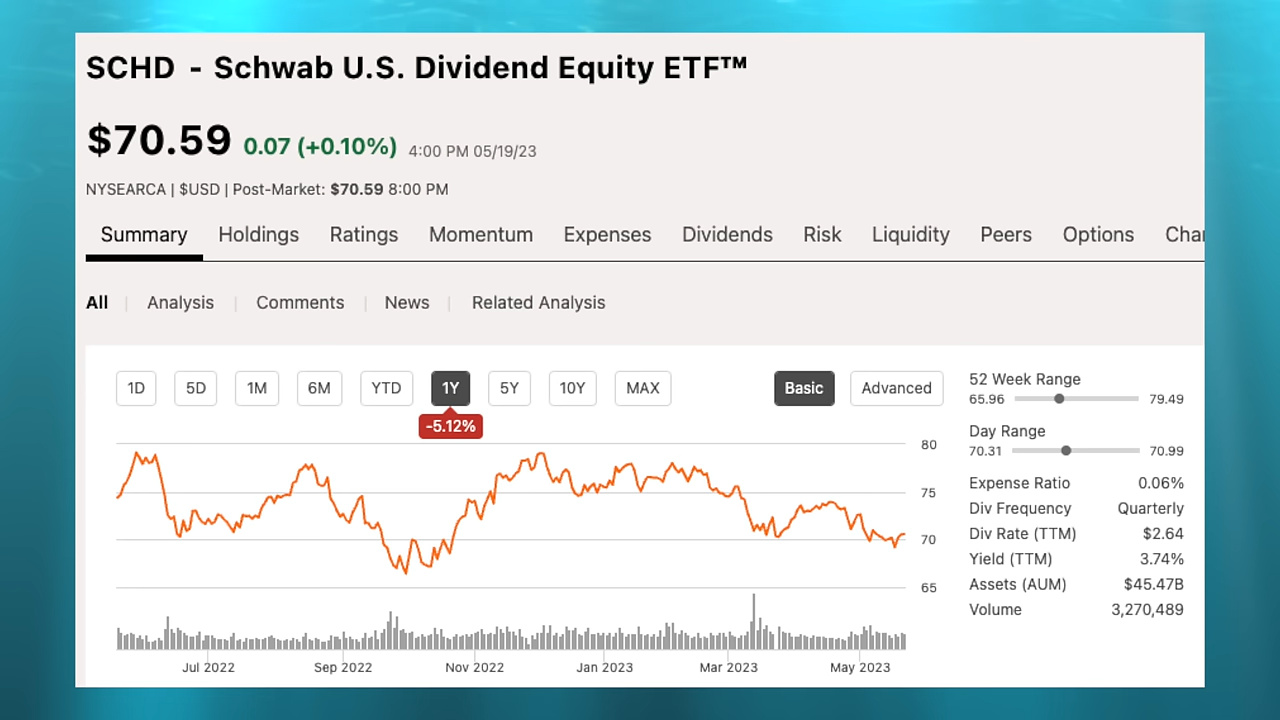 SCHD - Schwab U.S. Dividend Equity ETF™
$70.59 0.07 (+0.10%) 4:00 PM 05/19/23
NYSEARCA | $USD | Post-Market: $70.59 8:00 PM
Summary Holdings Ratings Momentum Expenses Dividends Risk Liquidity Peers Options Char
All | Analysis | Comments | News | Related Analysis
1D 5D 1M 6M YTD 1Y 5Y 10Y MAX Basic Advanced
-5.12%
80
75
70
65
Jul 2022 Sep 2022 Nov 2022 Jan 2023 Mar 2023 May 2023
52 Week Range
65.96 79.49
Day Range
70.31 70.99
Expense Ratio 0.06%
Div Frequency Quarterly
Div Rate (TTM) $2.64
Yield (TTM) 3.74%
Assets (AUM) $45.47B
Volume 3,270,489